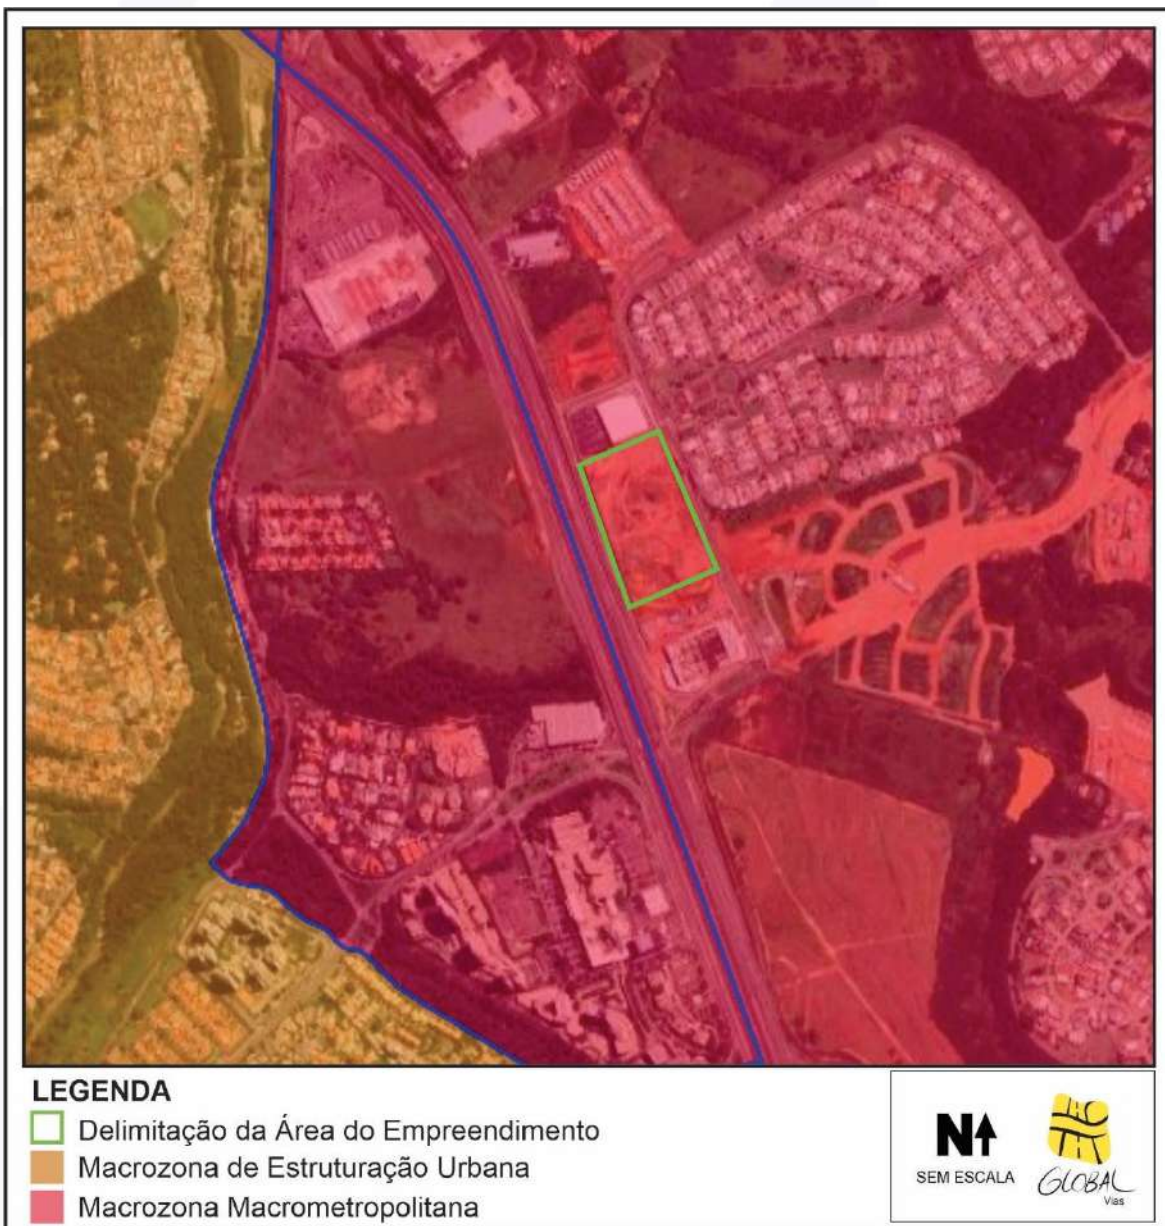 LEGENDA
Delimitação da Área do Empreendimento
Macrozona de Estruturação Urbana
Macrozona Macrometropolitana
N
SEM ESCALA
GLOBAL
Vias